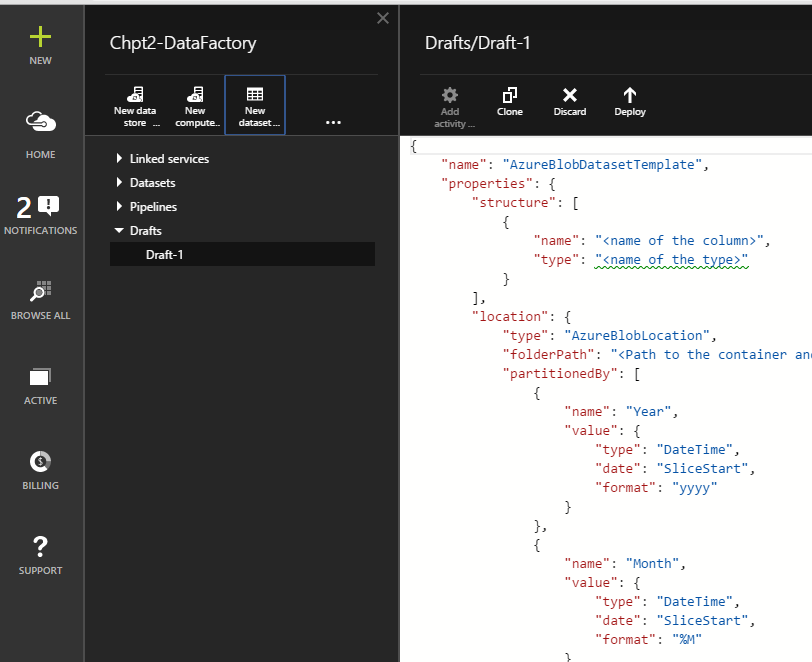 NEW
HOME
2
NOTIFICATIONS
BROWSE ALL
ACTIVE
BILLING
SUPPORT
Chpt2-DataFactory
New data
store ...
New
compute..
New
dataset ...
...
Linked services
Datasets
Pipelines
Drafts
Draft-1
Drafts/Draft-1
Add
activity ...
Clone
Discard
Deploy
{
"name": "AzureBlobDatasetTemplate",
"properties": {
"structure": [
{
"name": "<name of the column>",
"type": "<name of the type>"
}
],
"location": {
"type": "AzureBlobLocation",
"folderPath": "<Path to the container an
"partitionedBy": [
{
"name": "Year",
"value": {
"type": "DateTime",
"date": "SliceStart",
"format": "yyyy"
}
},
{
"name": "Month",
"value": {
"type": "DateTime",
"date": "SliceStart",
"format": "%M"
}